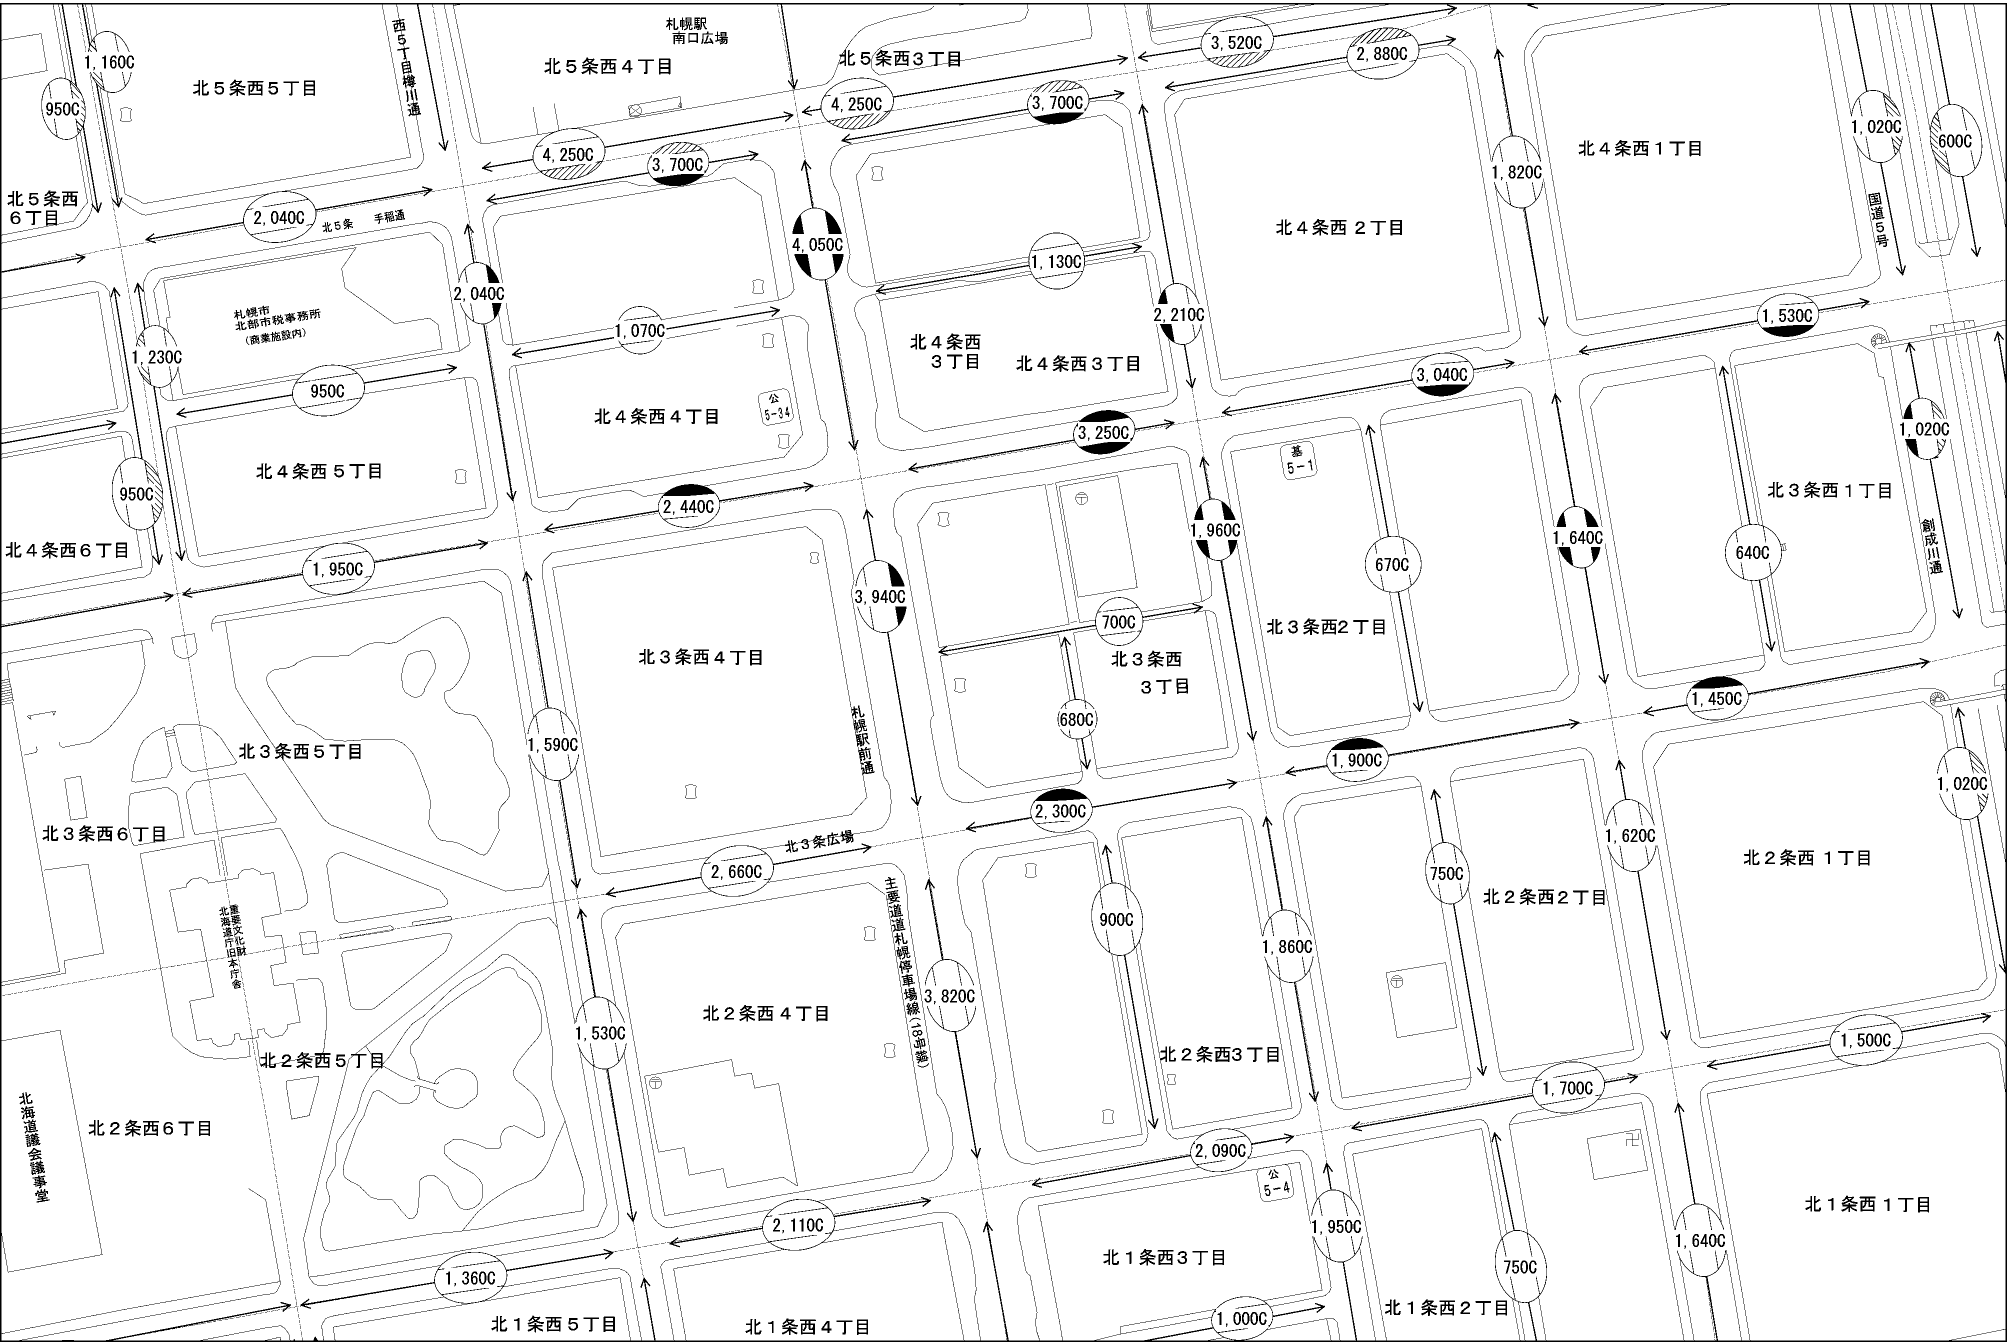 札幌駅
南口広場
北５条西３丁目
3,520C
2,880C
1,160C
北５条西５丁目
西５丁目樽川通
北５条西４丁目
950C
4,250C
3,700C
1,020C
600C
4,250C
3,700C
1,820C
北４条西１丁目
北５条西
６丁目
2,040C
北５条
手稲通
4,050C
1,130C
北４条西２丁目
国道５号
2,040C
札幌市
北部市税事務所
(商業施設内)
1,230C
1,070C
2,210C
1,530C
北４条西
３丁目
北４条西３丁目
3,040C
950C
北４条西４丁目
公
5-34
3,250C
1,020C
基
5-1
北４条西５丁目
950C
2,440C
北３条西１丁目
北４条西６丁目
1,950C
3,940C
1,960C
670C
1,640C
640C
創成川通
700C
北３条西４丁目
北３条西
３丁目
北３条西２丁目
680C
1,450C
1,590C
札幌駅前通
北３条西５丁目
1,900C
1,020C
北３条西６丁目
2,300C
1,620C
北３条広場
2,660C
750C
北２条西１丁目
主要道道札幌停車場線(18号線)
900C
北２条西２丁目
重要文化財
北海道庁旧本庁舎
1,860C
3,820C
北２条西４丁目
1,530C
北２条西５丁目
北２条西３丁目
1,500C
1,700C
北海道議会議事堂
北２条西６丁目
2,090C
公
5-4
2,110C
1,950C
北１条西１丁目
1,640C
1,360C
北１条西３丁目
750C
北１条西５丁目
北１条西４丁目
1,000C
北１条西２丁目